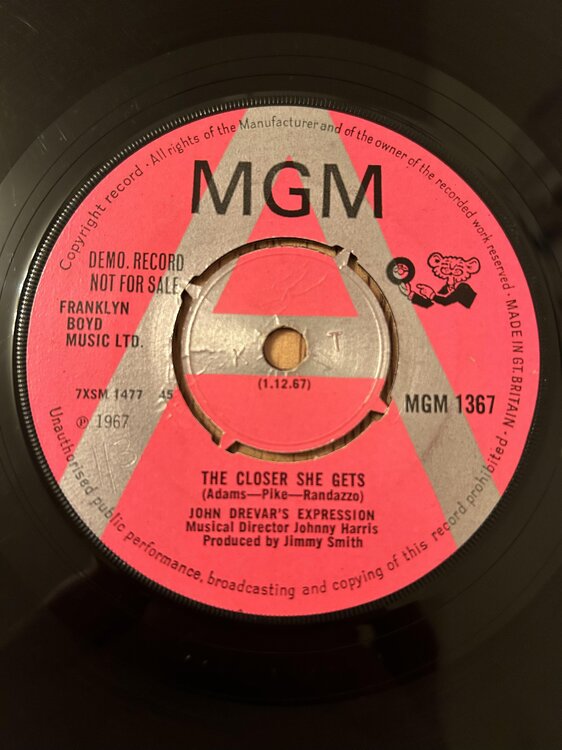 Copyright record · All rights of the Manufacturer and of the owner of the recorded work reserved · MADE IN GT. BRITAIN ·
MGM
DEMO. RECORD
NOT FOR SALE
FRANKLYN
BOYD
MUSIC LTD.
7XSM 1477 45
℗ 1967
(1.12.67)
MGM 1367
THE CLOSER SHE GETS
(Adams—Pike—Randazzo)
JOHN DREVAR'S EXPRESSION
Musical Director Johnny Harris
Produced by Jimmy Smith
Unauthorised public performance, broadcasting and copying of this record prohibited ·